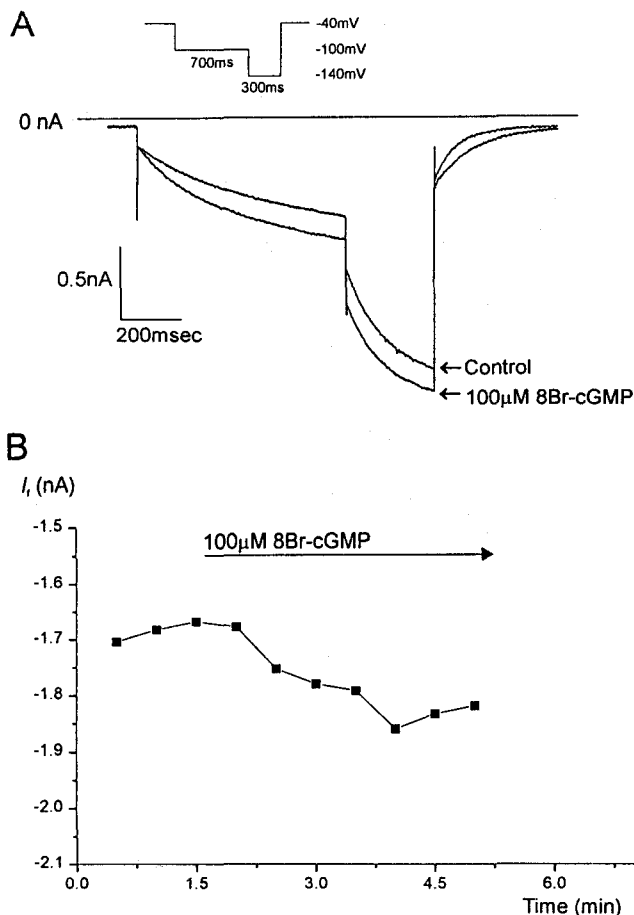 A
-40mV
-100mV
700ms
-140mV
300ms
0 nA
0.5nA
200msec
Control
100µM 8Br-cGMP
B
Ir (nA)
100µM 8Br-cGMP
-1.5
-1.6
-1.7
-1.8
-1.9
-2.0
-2.1
0.0 1.5 3.0 4.5 6.0
Time (min)